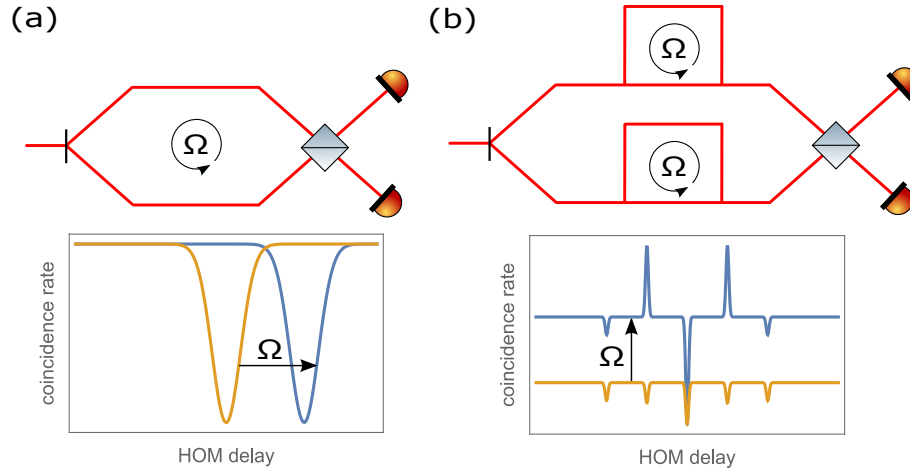 (a)
Ω
coincidence rate
Ω
HOM delay
(b)
Ω
Ω
coincidence rate
Ω
HOM delay